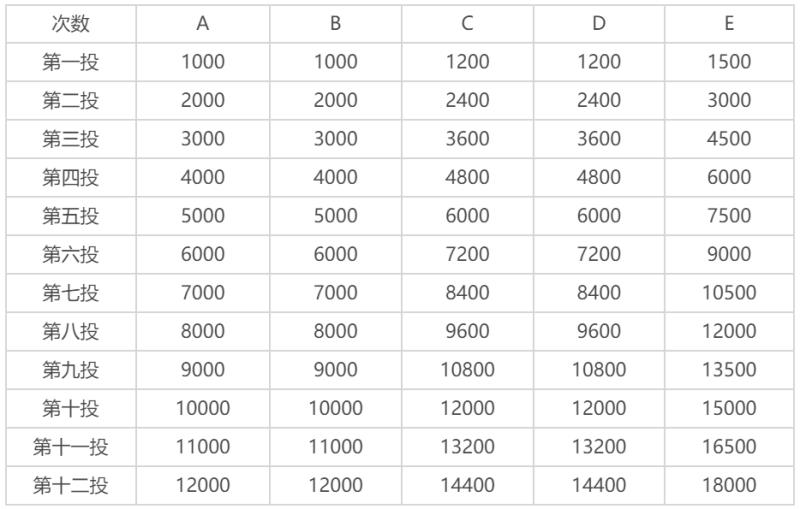 次数 A B C D E
第一投 1000 1000 1200 1200 1500
第二投 2000 2000 2400 2400 3000
第三投 3000 3000 3600 3600 4500
第四投 4000 4000 4800 4800 6000
第五投 5000 5000 6000 6000 7500
第六投 6000 6000 7200 7200 9000
第七投 7000 7000 8400 8400 10500
第八投 8000 8000 9600 9600 12000
第九投 9000 9000 10800 10800 13500
第十投 10000 10000 12000 12000 15000
第十一投 11000 11000 13200 13200 16500
第十二投 12000 12000 14400 14400 18000